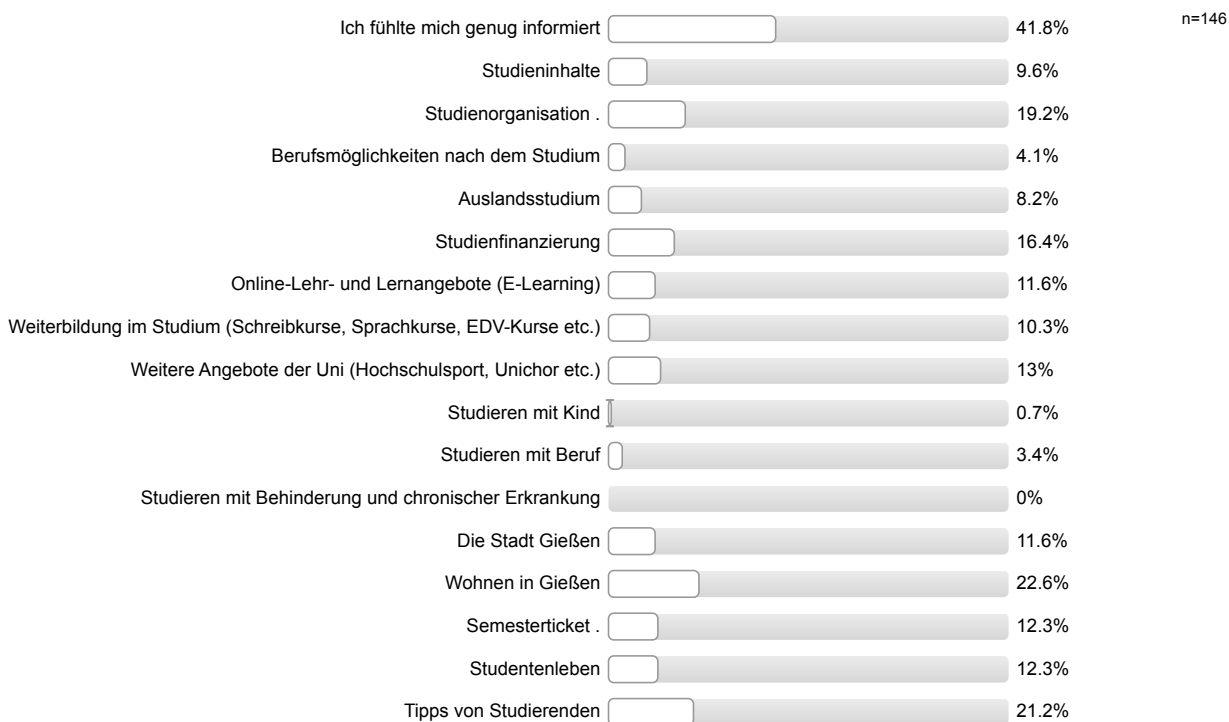 n=146
Ich fühlte mich genug informiert 41.8%
Studieninhalte 9.6%
Studienorganisation . 19.2%
Berufsmöglichkeiten nach dem Studium 4.1%
Auslandsstudium 8.2%
Studienfinanzierung 16.4%
Online-Lehr- und Lernangebote (E-Learning) 11.6%
Weiterbildung im Studium (Schreibkurse, Sprachkurse, EDV-Kurse etc.) 10.3%
Weitere Angebote der Uni (Hochschulsport, Unichor etc.) 13%
Studieren mit Kind 0.7%
Studieren mit Beruf 3.4%
Studieren mit Behinderung und chronischer Erkrankung 0%
Die Stadt Gießen 11.6%
Wohnen in Gießen 22.6%
Semesterticket . 12.3%
Studentenleben 12.3%
Tipps von Studierenden 21.2%